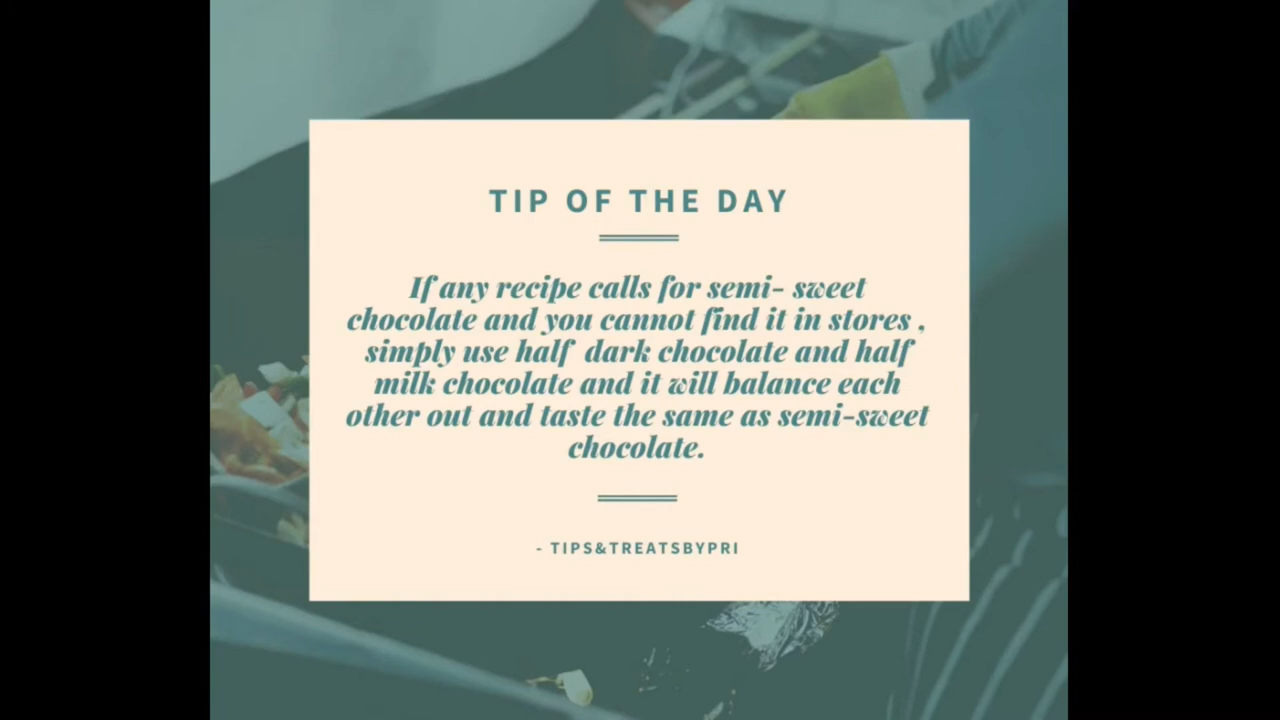 TIP OF THE DAY
If any recipe calls for semi- sweet
chocolate and you cannot find it in stores ,
simply use half dark chocolate and half
milk chocolate and it will balance each
other out and taste the same as semi-sweet
chocolate.
- TIPS&TREATSBYPRI